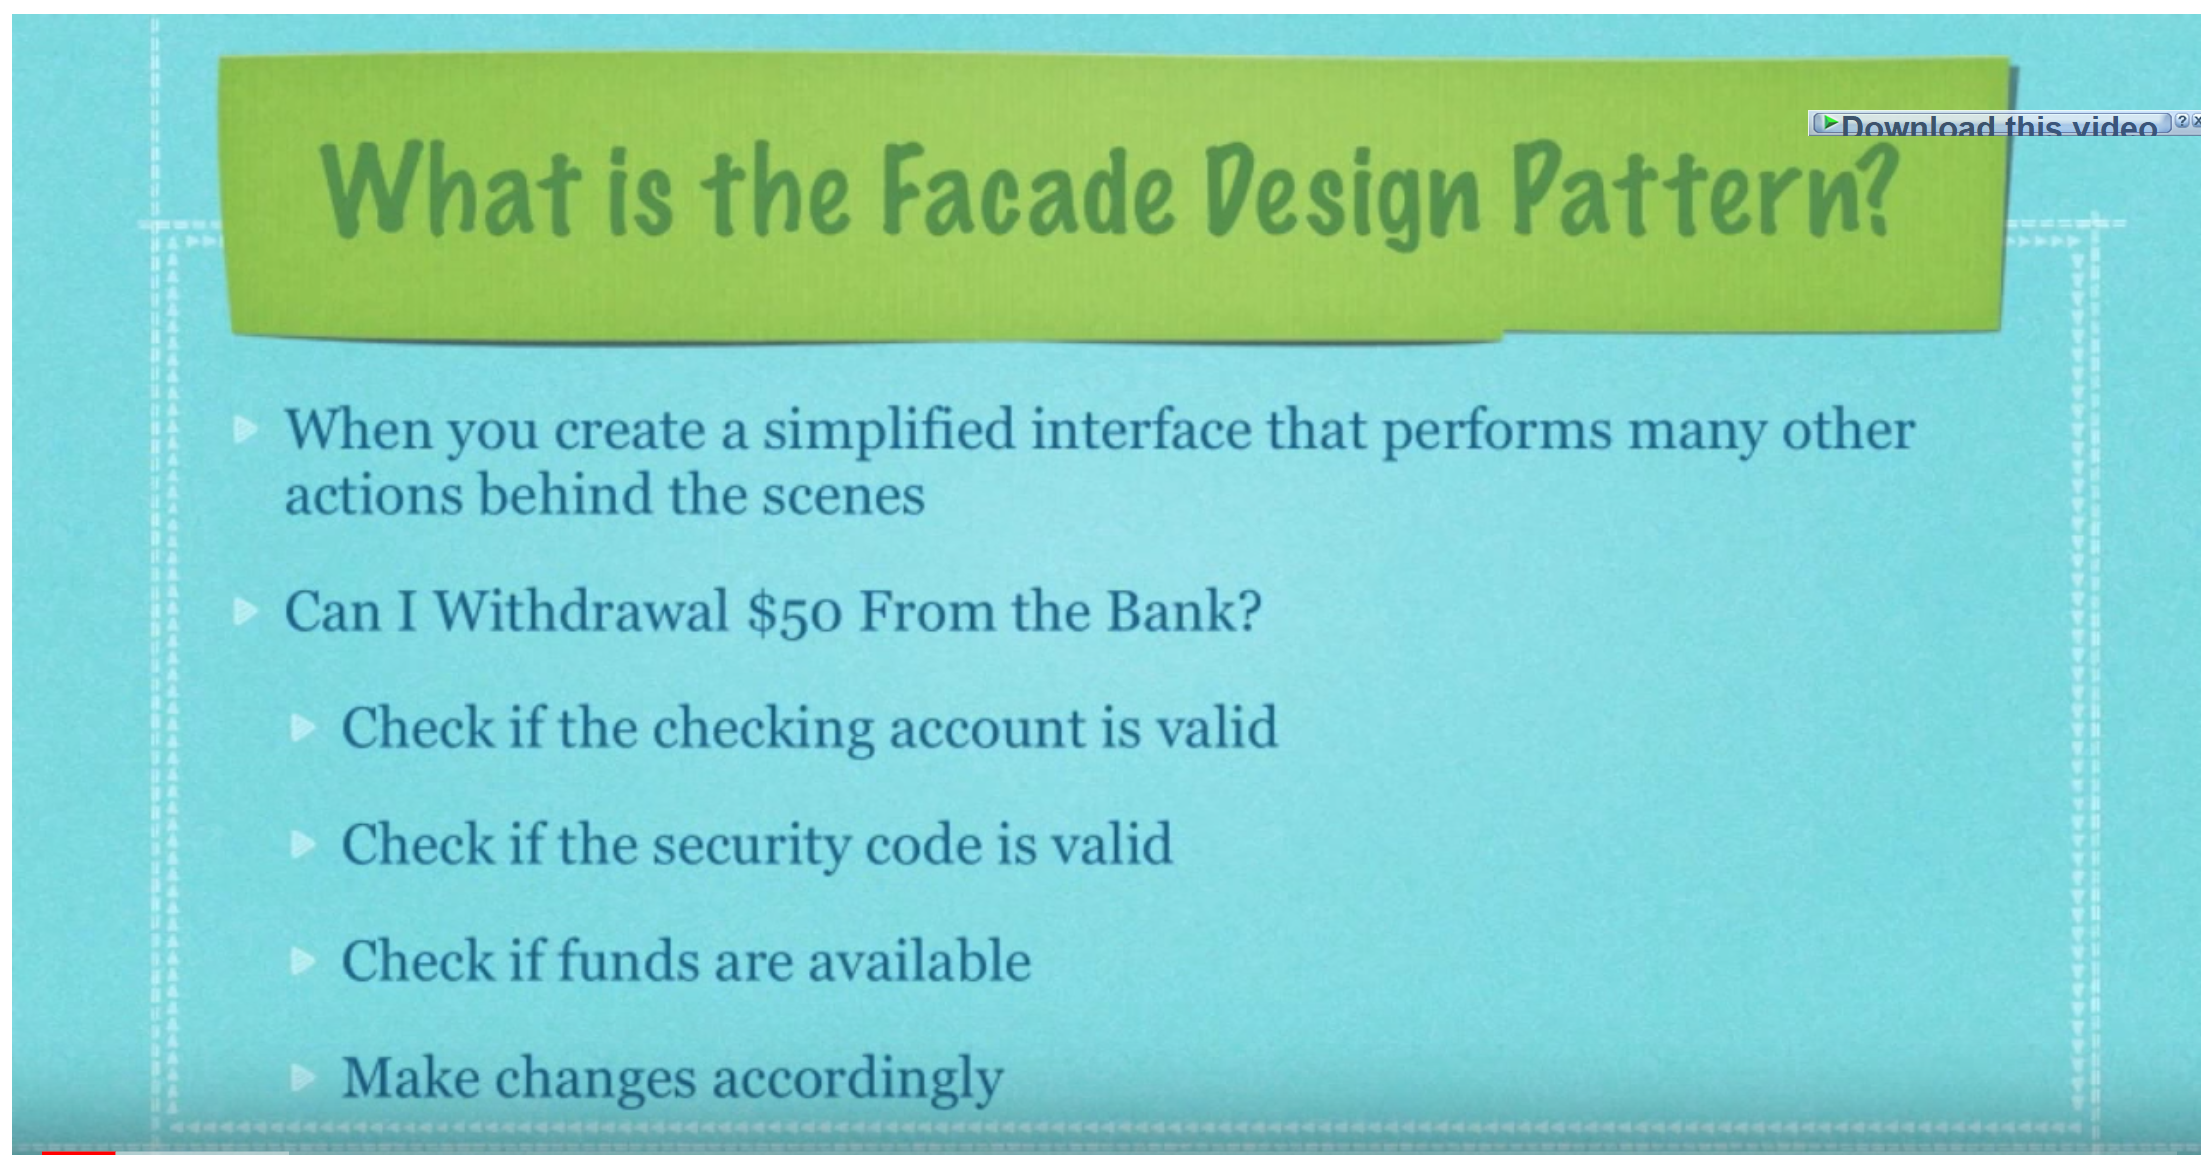 What is the Facade Design Pattern?
Download this video
When you create a simplified interface that performs many other
actions behind the scenes
Can I Withdrawal $50 From the Bank?
Check if the checking account is valid
Check if the security code is valid
Check if funds are available
Make changes accordingly